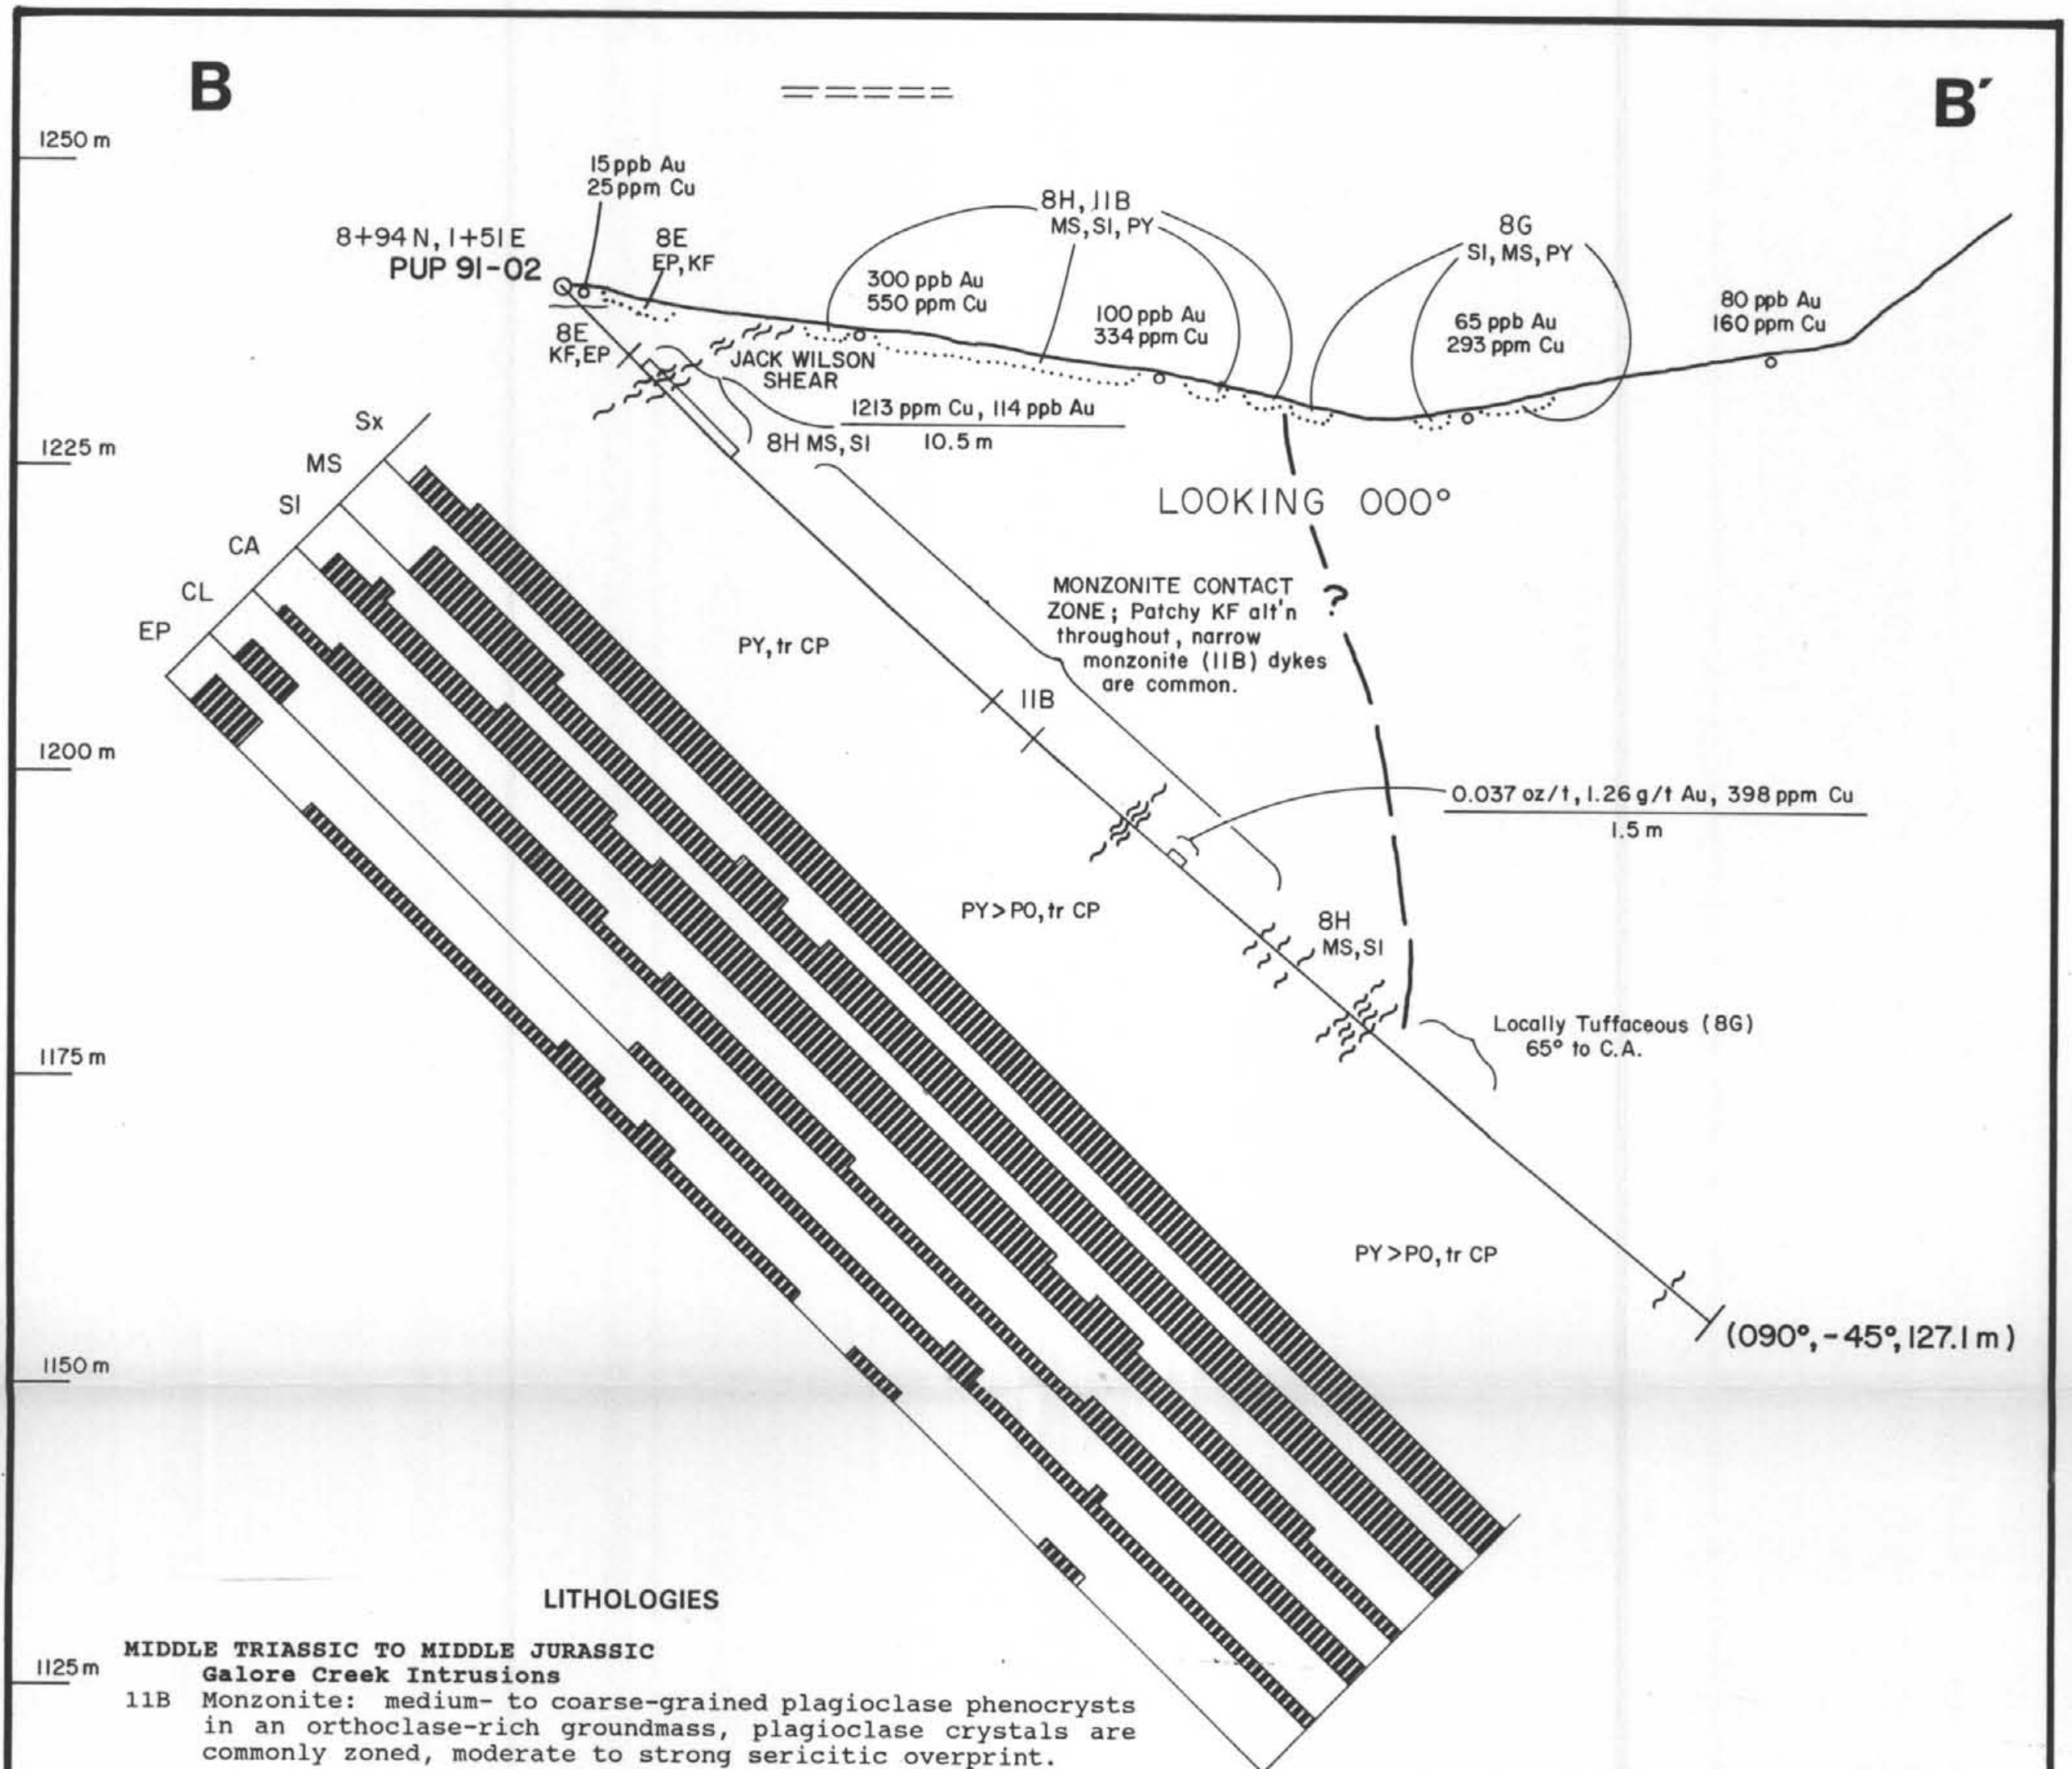 B
B′
1250 m
15 ppb Au
25 ppm Cu
8+94 N, 1+51 E
PUP 91-02
8E
EP, KF
8H, 11B
MS, SI, PY
8G
SI, MS, PY
300 ppb Au
550 ppm Cu
100 ppb Au
334 ppm Cu
65 ppb Au
293 ppm Cu
80 ppb Au
160 ppm Cu
8E
KF, EP
JACK WILSON
SHEAR
1213 ppm Cu, 114 ppb Au
10.5 m
8H MS, SI
Sx
MS
SI
CA
CL
EP
1225 m
LOOKING 000°
MONZONITE CONTACT
ZONE; Patchy KF alt'n
throughout, narrow
monzonite (11B) dykes
are common.
?
PY, tr CP
11B
1200 m
0.037 oz/t, 1.26 g/t Au, 398 ppm Cu
1.5 m
PY > PO, tr CP
8H
MS, SI
Locally Tuffaceous (8G)
65° to C.A.
1175 m
PY > PO, tr CP
(090°, -45°, 127.1 m)
1150 m
LITHOLOGIES
MIDDLE TRIASSIC TO MIDDLE JURASSIC
Galore Creek Intrusions
1125 m
11B Monzonite: medium- to coarse-grained plagioclase phenocrysts
in an orthoclase-rich groundmass, plagioclase crystals are
commonly zoned, moderate to strong sericitic overprint.